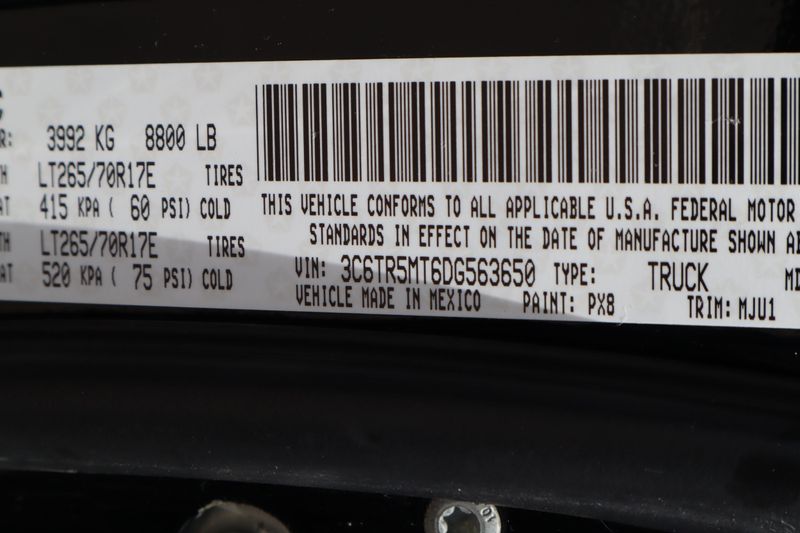 3992 KG 8800 LB
LT265/70R17E TIRES
415 KPA ( 60 PSI) COLD
LT265/70R17E TIRES
520 KPA ( 75 PSI) COLD
THIS VEHICLE CONFORMS TO ALL APPLICABLE U.S.A. FEDERAL MOTOR
STANDARDS IN EFFECT ON THE DATE OF MANUFACTURE SHOWN
VIN: 3C6TR5MT6DG563650 TYPE: TRUCK
VEHICLE MADE IN MEXICO PAINT: PX8 TRIM: MJU1